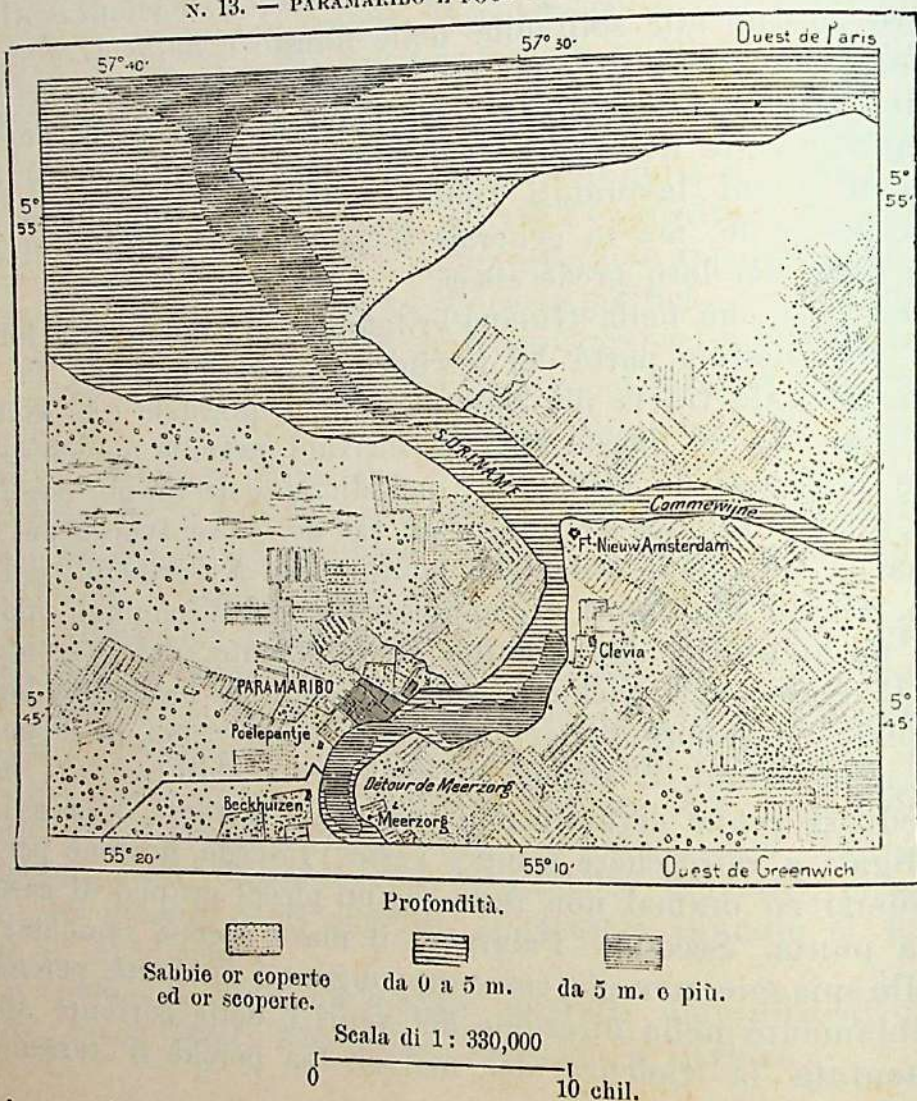 N. 13. — PARAMARIBO E
57° 40' 57° 30' Ouest de Paris
5° 55' 5° 55'
SURINAME
Commewijne
Ft. Nieuw Amsterdam
Clevia
PARAMARIBO
5° 45' 5° 45'
Poelepantje
Détour de Meerzorg
Beckhuizen
Meerzorg
55° 20' 55° 10' Ouest de Greenwich
Profondità.
Sabbie or coperte
ed or scoperte.
da 0 a 5 m.
da 5 m. e più.
Scala di 1: 330,000
0 10 chil.